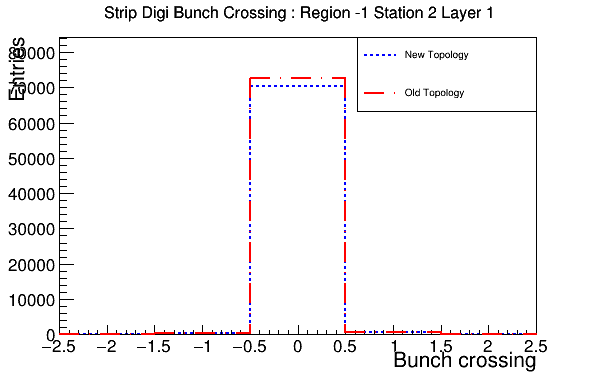 Strip Digi Bunch Crossing : Region -1 Station 2 Layer 1
Entries
80000
70000
60000
50000
40000
30000
20000
10000
0
New Topology
Old Topology
−2.5 −2 −1.5 −1 −0.5 0 0.5 1 1.5 2 2.5
Bunch crossing